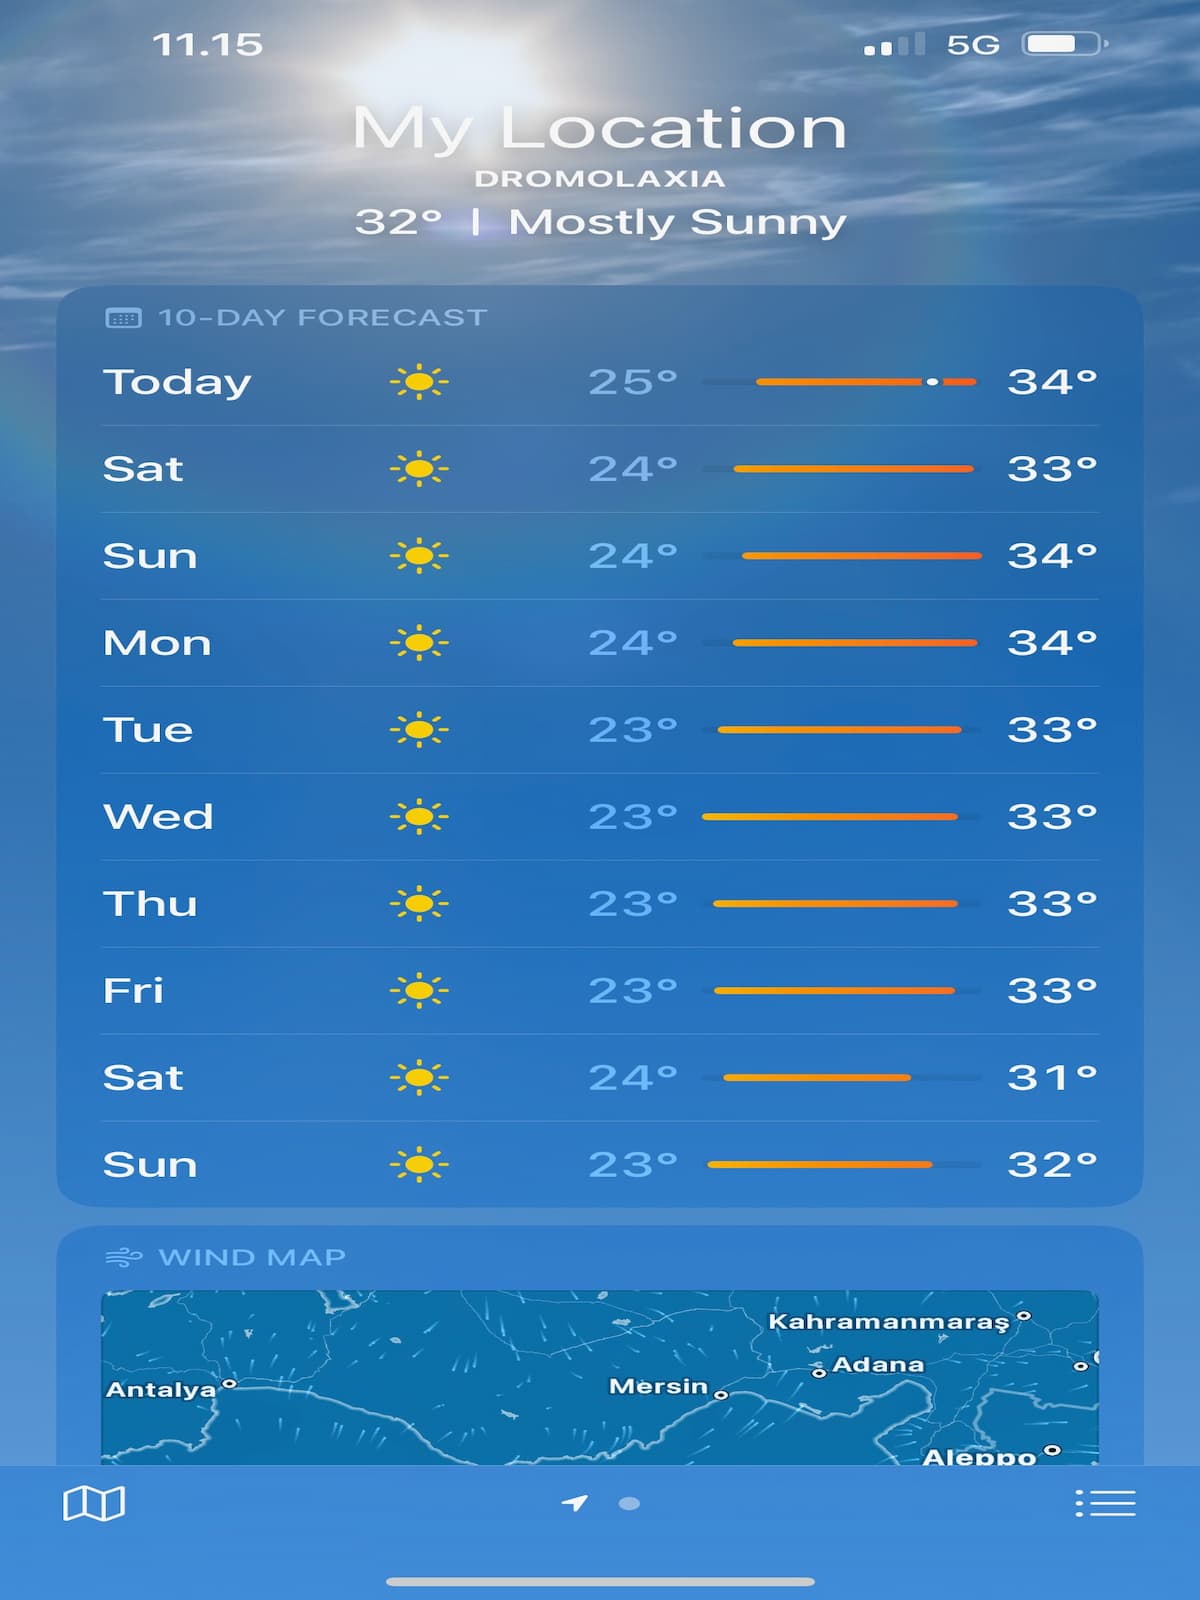 11.15 5G
My Location
DROMOLAXIA
32° | Mostly Sunny
10-DAY FORECAST
Today 25° 34°
Sat 24° 33°
Sun 24° 34°
Mon 24° 34°
Tue 23° 33°
Wed 23° 33°
Thu 23° 33°
Fri 23° 33°
Sat 24° 31°
Sun 23° 32°
WIND MAP
Kahramanmaraş
Adana
Mersin
Antalya
Aleppo